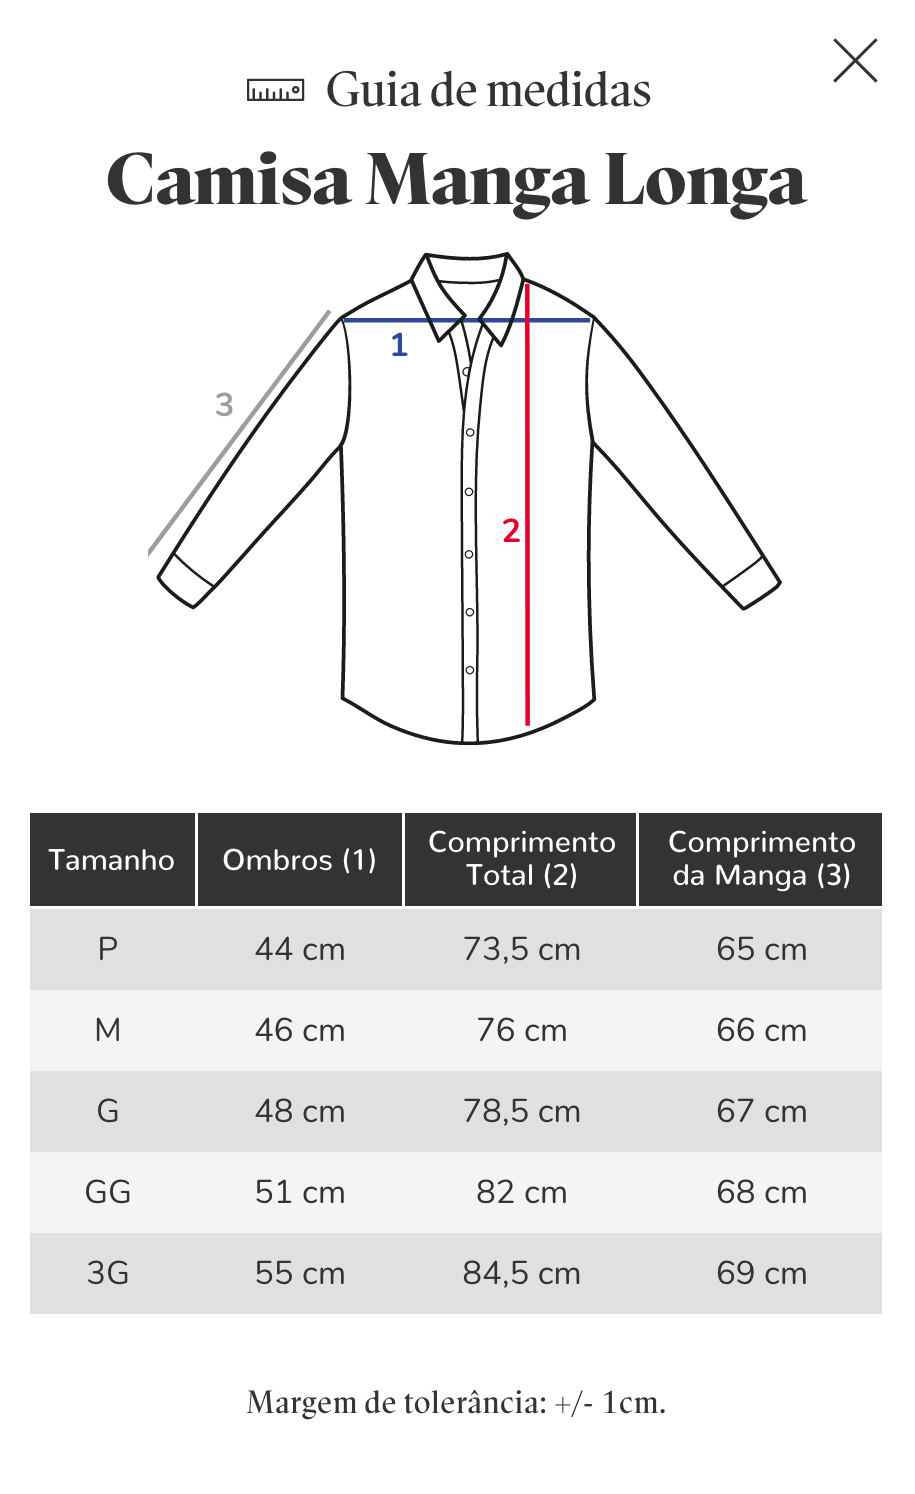 Guia de medidas
Camisa Manga Longa
1
3
2
Tamanho
Ombros (1)
Comprimento
Total (2)
Comprimento
da Manga (3)
P 44 cm 73,5 cm 65 cm
M 46 cm 76 cm 66 cm
G 48 cm 78,5 cm 67 cm
GG 51 cm 82 cm 68 cm
3G 55 cm 84,5 cm 69 cm
Margem de tolerância: +/- 1cm.